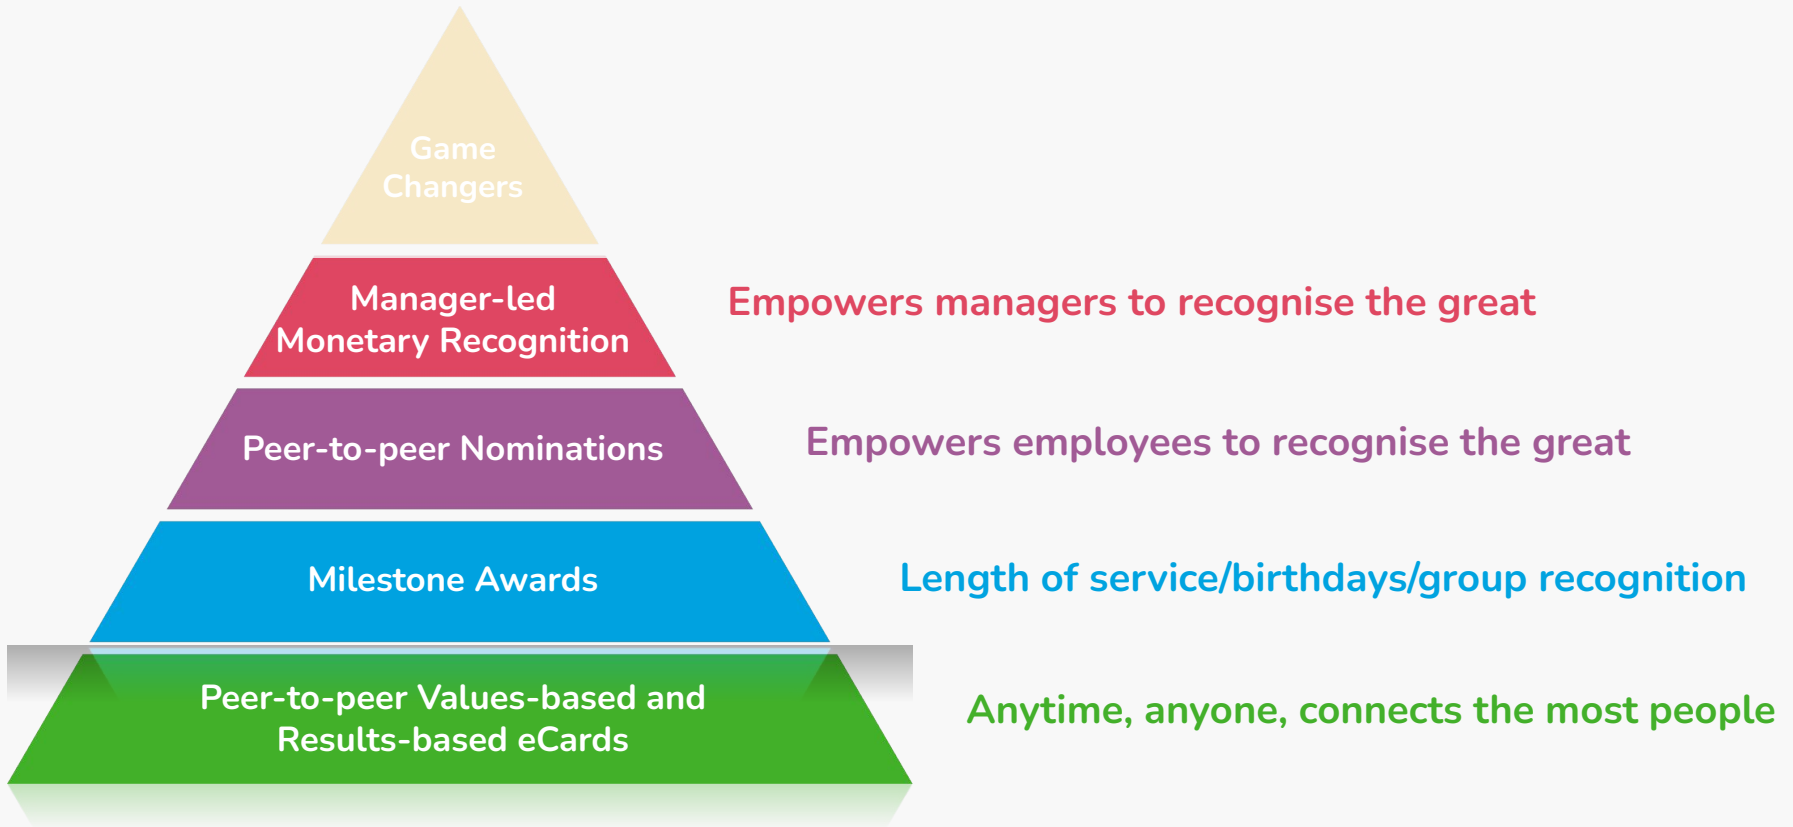 Game
Changers
Manager-led
Monetary Recognition
Empowers managers to recognise the great
Peer-to-peer Nominations
Empowers employees to recognise the great
Milestone Awards
Length of service/birthdays/group recognition
Peer-to-peer Values-based and
Results-based eCards
Anytime, anyone, connects the most people